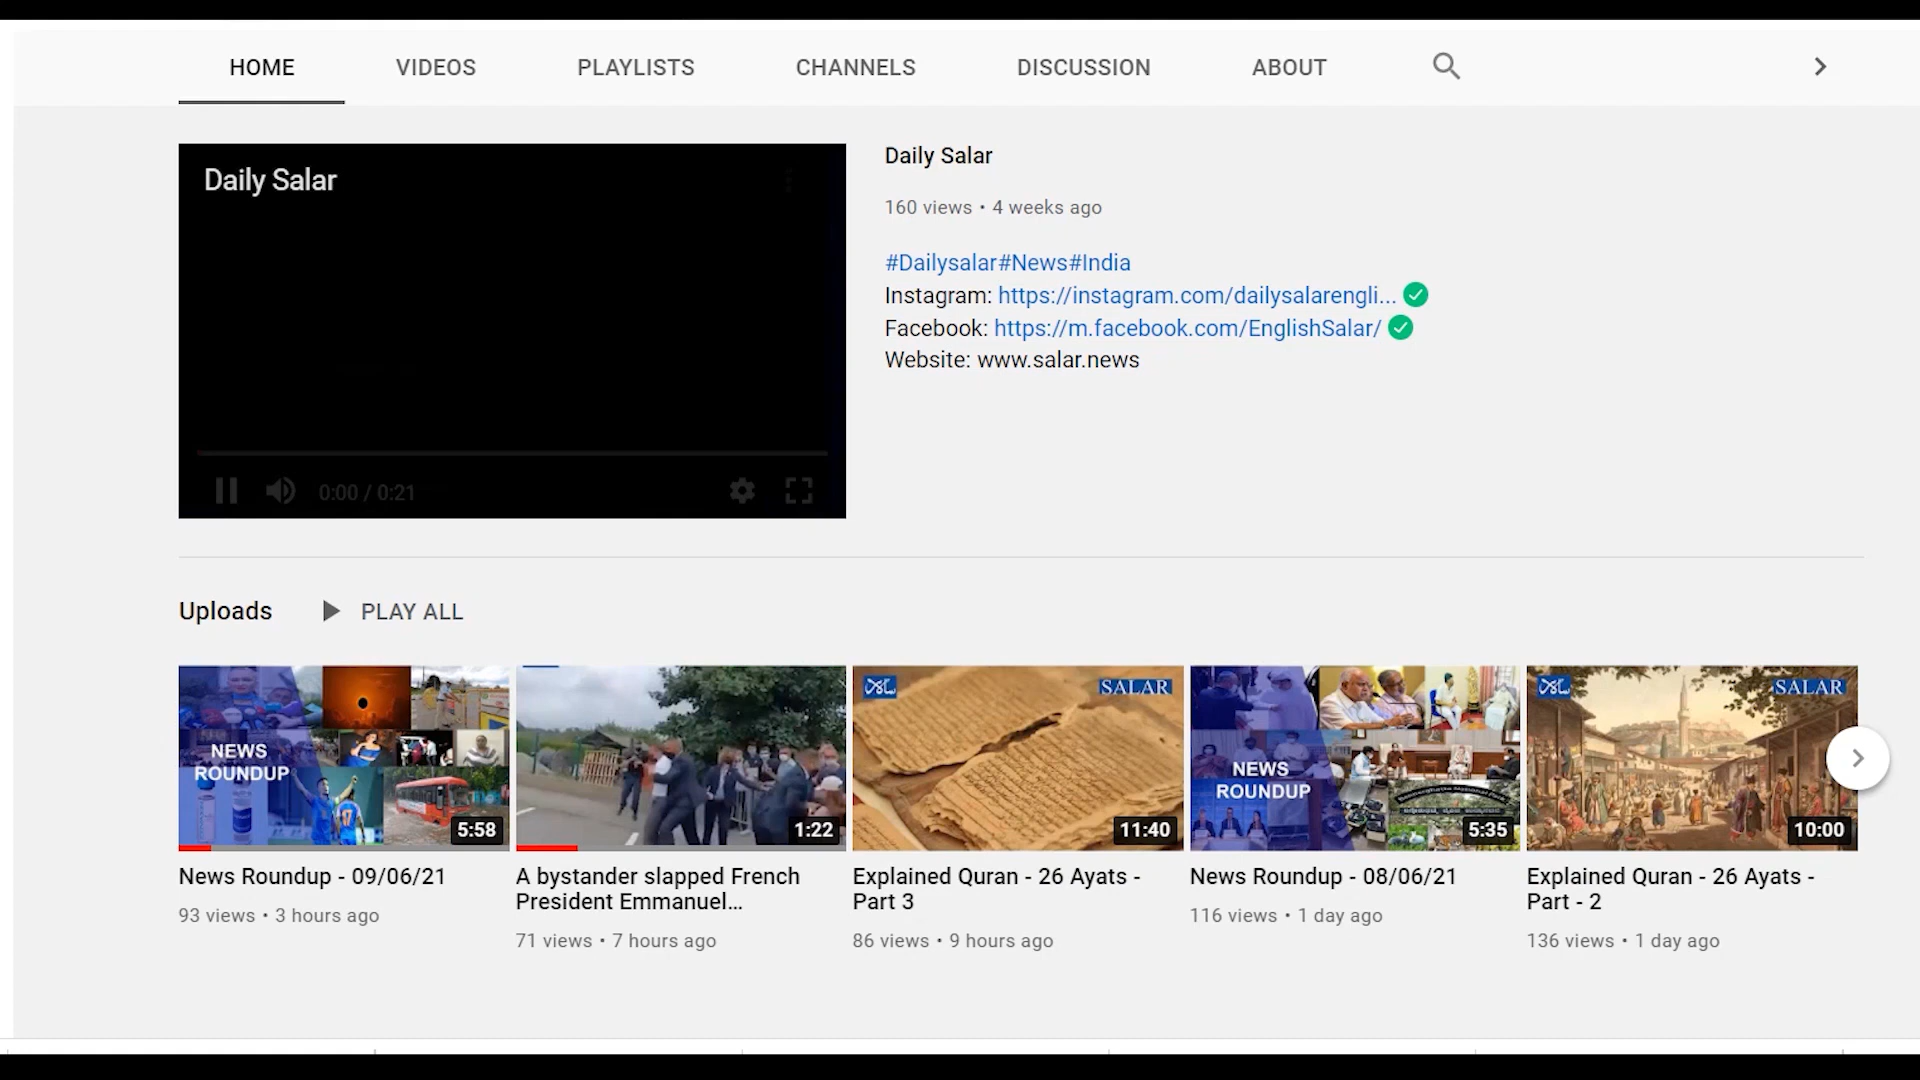 HOME VIDEOS PLAYLISTS CHANNELS DISCUSSION ABOUT
Daily Salar
0:00 / 0:21
Daily Salar
160 views • 4 weeks ago
#Dailysalar#News#India
Instagram: https://instagram.com/dailysalarengli...
Facebook: https://m.facebook.com/EnglishSalar/
Website: www.salar.news
Uploads PLAY ALL
NEWS
ROUNDUP
5:58
News Roundup - 09/06/21
93 views • 3 hours ago
1:22
A bystander slapped French
President Emmanuel...
71 views • 7 hours ago
سالار
SALAR
11:40
Explained Quran - 26 Ayats -
Part 3
86 views • 9 hours ago
NEWS
ROUNDUP
5:35
News Roundup - 08/06/21
116 views • 1 day ago
سالار
SALAR
10:00
Explained Quran - 26 Ayats -
Part - 2
136 views • 1 day ago